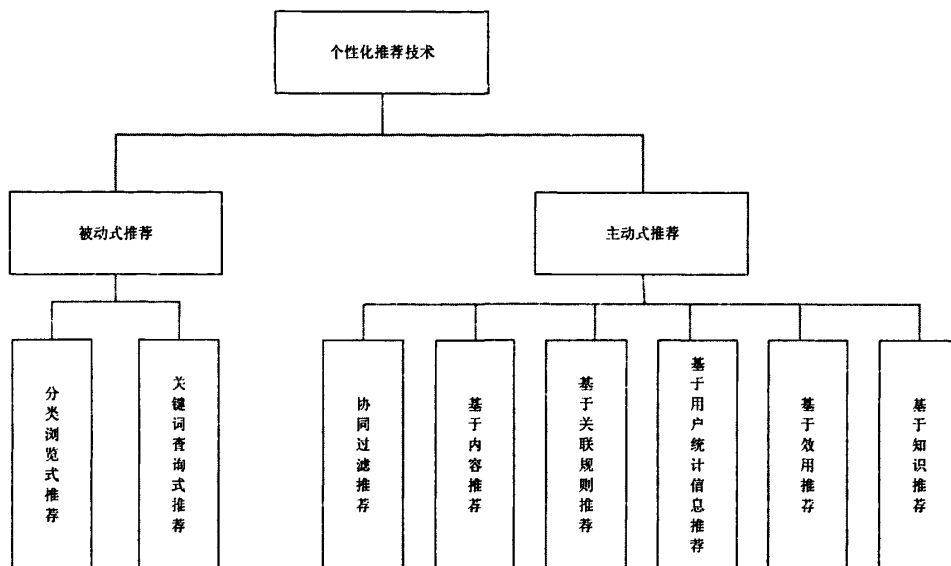 个性化推荐技术
被动式推荐
主动式推荐
分类浏览式推荐
关键词查询式推荐
协同过滤推荐
基于内容推荐
基于关联规则推荐
基于用户统计信息推荐
基于效用推荐
基于知识推荐